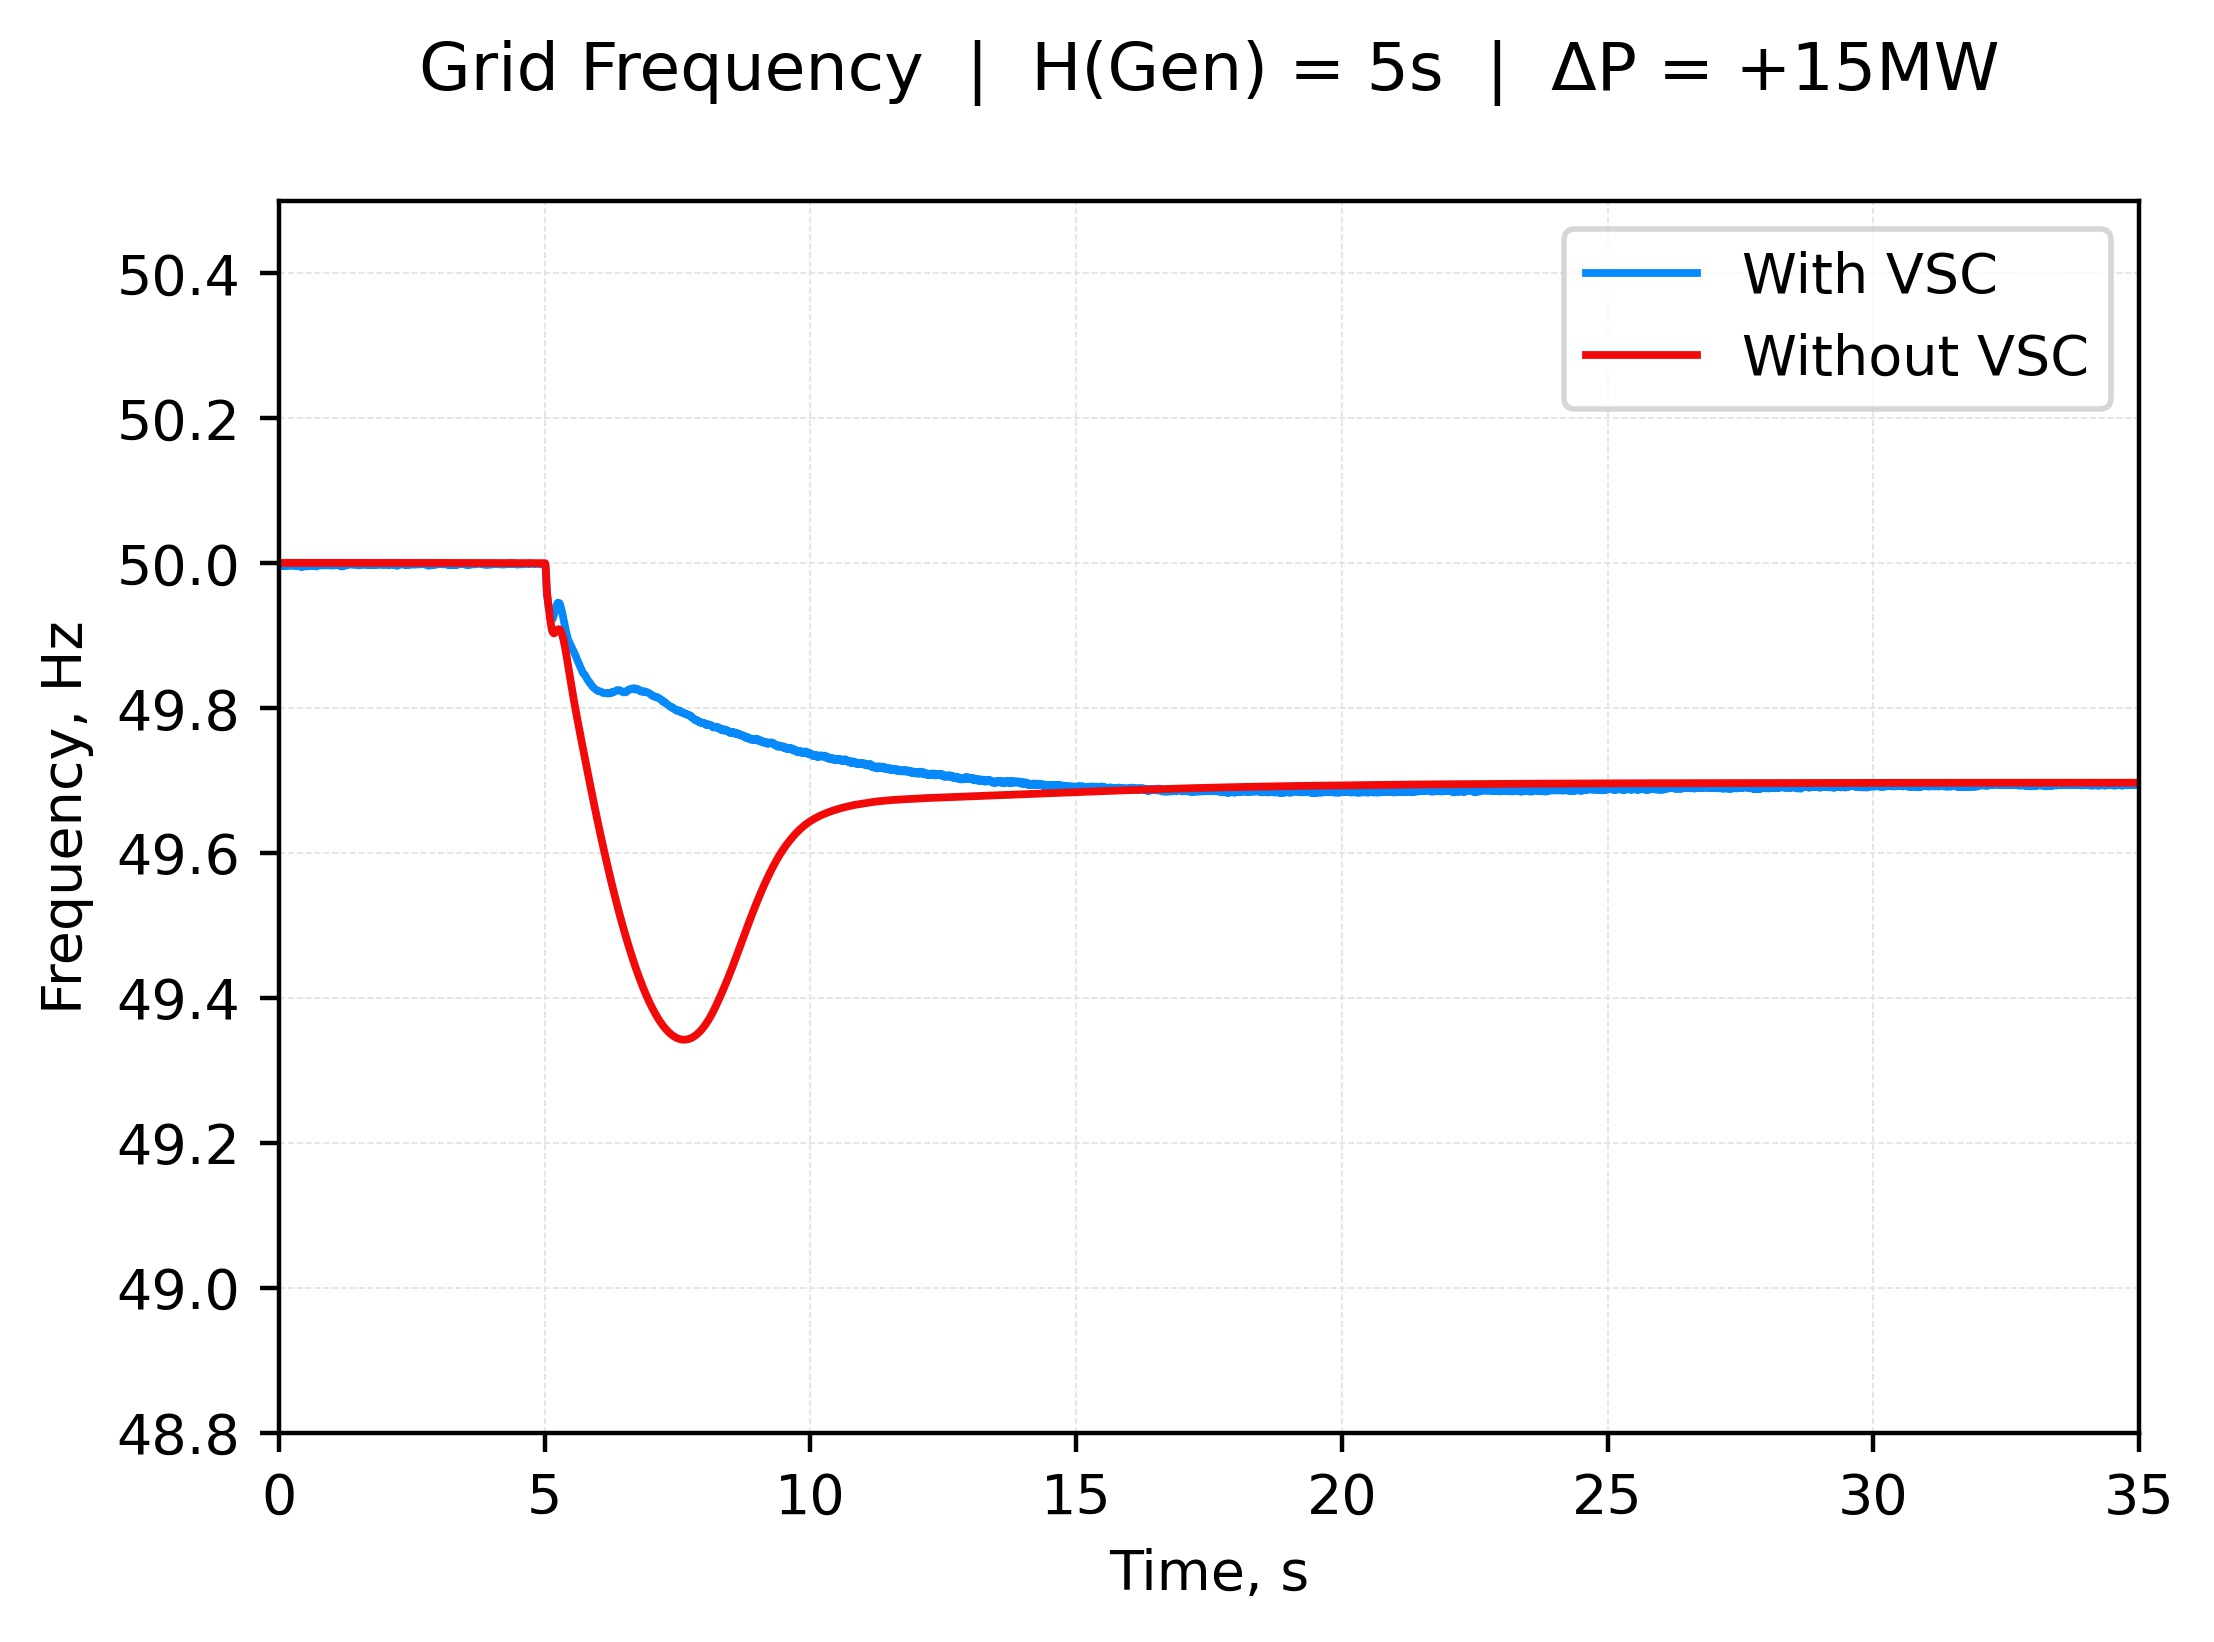 Grid Frequency | H(Gen) = 5s | ΔP = +15MW
With VSC
Without VSC
Frequency, Hz
50.4
50.2
50.0
49.8
49.6
49.4
49.2
49.0
48.8
0 5 10 15 20 25 30 35
Time, s